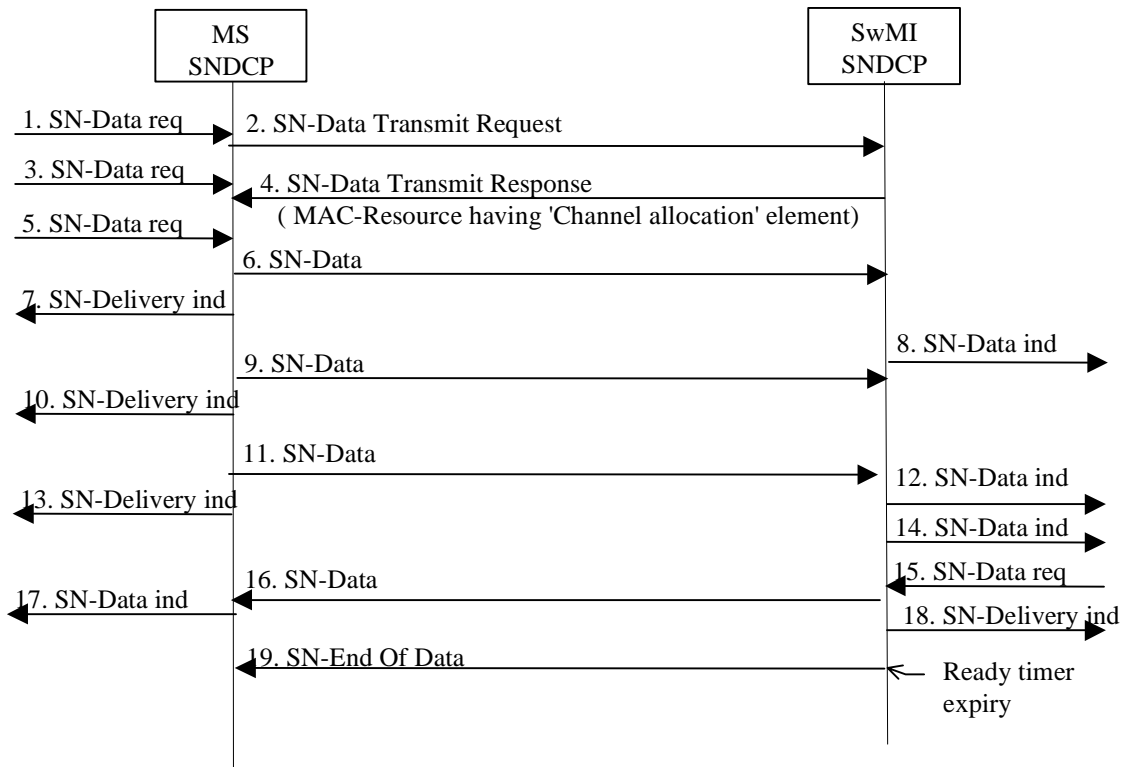 MS
SNDCP
SwMI
SNDCP
1. SN-Data req
2. SN-Data Transmit Request
3. SN-Data req
4. SN-Data Transmit Response
( MAC-Resource having 'Channel allocation' element)
5. SN-Data req
6. SN-Data
7. SN-Delivery ind
8. SN-Data ind
9. SN-Data
10. SN-Delivery ind
11. SN-Data
12. SN-Data ind
13. SN-Delivery ind
14. SN-Data ind
15. SN-Data req
16. SN-Data
17. SN-Data ind
18. SN-Delivery ind
19. SN-End Of Data
Ready timer
expiry